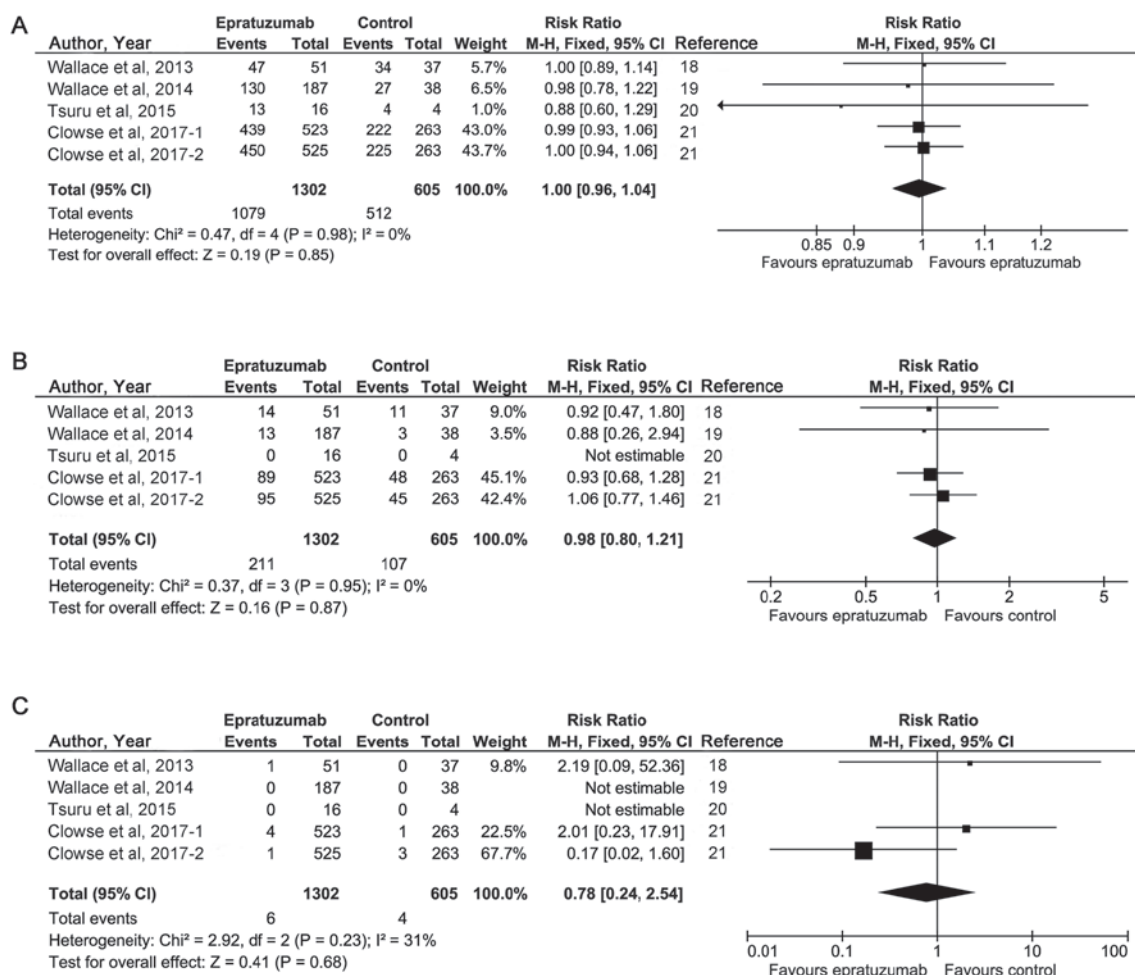 A
Epratuzumab Control Risk Ratio Risk Ratio
Author, Year Events Total Events Total Weight M-H, Fixed, 95% CI Reference M-H, Fixed, 95% CI
Wallace et al, 2013 47 51 34 37 5.7% 1.00 [0.89, 1.14] 18
Wallace et al, 2014 130 187 27 38 6.5% 0.98 [0.78, 1.22] 19
Tsuru et al, 2015 13 16 4 4 1.0% 0.88 [0.60, 1.29] 20
Clowse et al, 2017-1 439 523 222 263 43.0% 0.99 [0.93, 1.06] 21
Clowse et al, 2017-2 450 525 225 263 43.7% 1.00 [0.94, 1.06] 21
Total (95% CI) 1302 605 100.0% 1.00 [0.96, 1.04]
Total events 1079 512
Heterogeneity: Chi² = 0.47, df = 4 (P = 0.98); I² = 0%
Test for overall effect: Z = 0.19 (P = 0.85)
0.85 0.9 1 1.1 1.2
Favours epratuzumab Favours epratuzumab
B
Epratuzumab Control Risk Ratio Risk Ratio
Author, Year Events Total Events Total Weight M-H, Fixed, 95% CI Reference M-H, Fixed, 95% CI
Wallace et al, 2013 14 51 11 37 9.0% 0.92 [0.47, 1.80] 18
Wallace et al, 2014 13 187 3 38 3.5% 0.88 [0.26, 2.94] 19
Tsuru et al, 2015 0 16 0 4 Not estimable 20
Clowse et al, 2017-1 89 523 48 263 45.1% 0.93 [0.68, 1.28] 21
Clowse et al, 2017-2 95 525 45 263 42.4% 1.06 [0.77, 1.46] 21
Total (95% CI) 1302 605 100.0% 0.98 [0.80, 1.21]
Total events 211 107
Heterogeneity: Chi² = 0.37, df = 3 (P = 0.95); I² = 0%
Test for overall effect: Z = 0.16 (P = 0.87)
0.2 0.5 1 2 5
Favours epratuzumab Favours control
C
Epratuzumab Control Risk Ratio Risk Ratio
Author, Year Events Total Events Total Weight M-H, Fixed, 95% CI Reference M-H, Fixed, 95% CI
Wallace et al, 2013 1 51 0 37 9.8% 2.19 [0.09, 52.36] 18
Wallace et al, 2014 0 187 0 38 Not estimable 19
Tsuru et al, 2015 0 16 0 4 Not estimable 20
Clowse et al, 2017-1 4 523 1 263 22.5% 2.01 [0.23, 17.91] 21
Clowse et al, 2017-2 1 525 3 263 67.7% 0.17 [0.02, 1.60] 21
Total (95% CI) 1302 605 100.0% 0.78 [0.24, 2.54]
Total events 6 4
Heterogeneity: Chi² = 2.92, df = 2 (P = 0.23); I² = 31%
Test for overall effect: Z = 0.41 (P = 0.68)
0.01 0.1 1 10 100
Favours epratuzumab Favours control